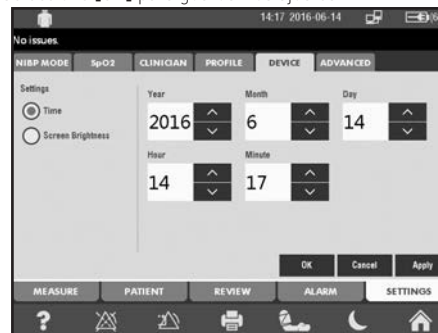 14:17 2016-06-14
No issues.
NIBP MODE SpO2 CLINICIAN PROFILE DEVICE ADVANCED
Settings
Time
Screen Brightness
Year Month Day
2016 6 14
Hour Minute
14 17
OK Cancel Apply
MEASURE PATIENT REVIEW ALARM SETTINGS
?